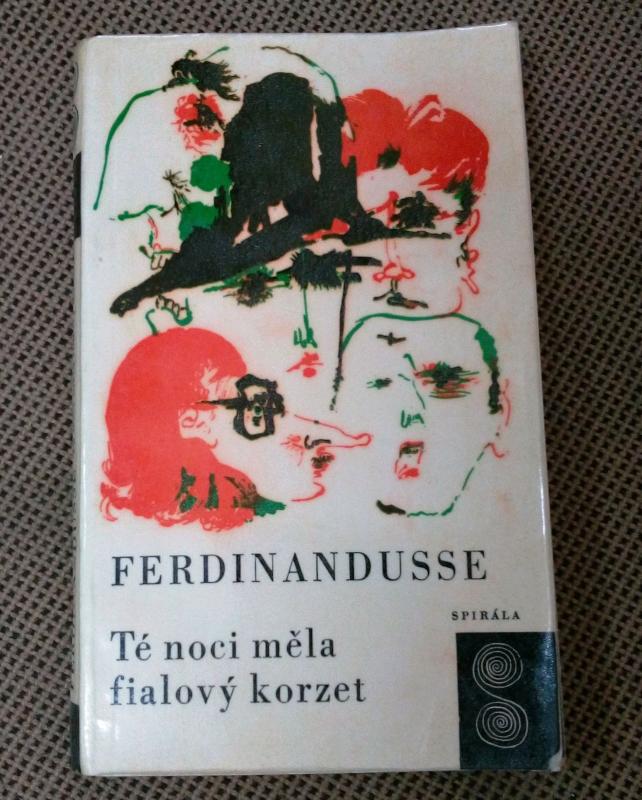 FERDINANDUSSE
SPIRÁLA
Té noci měla
fialový korzet